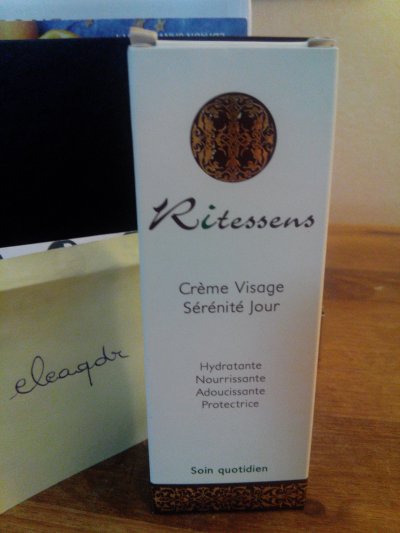 Ritessens
Crème Visage
Sérénité Jour
Hydratante
Nourrissante
Adoucissante
Protectrice
Soin quotidien
eleaqdr